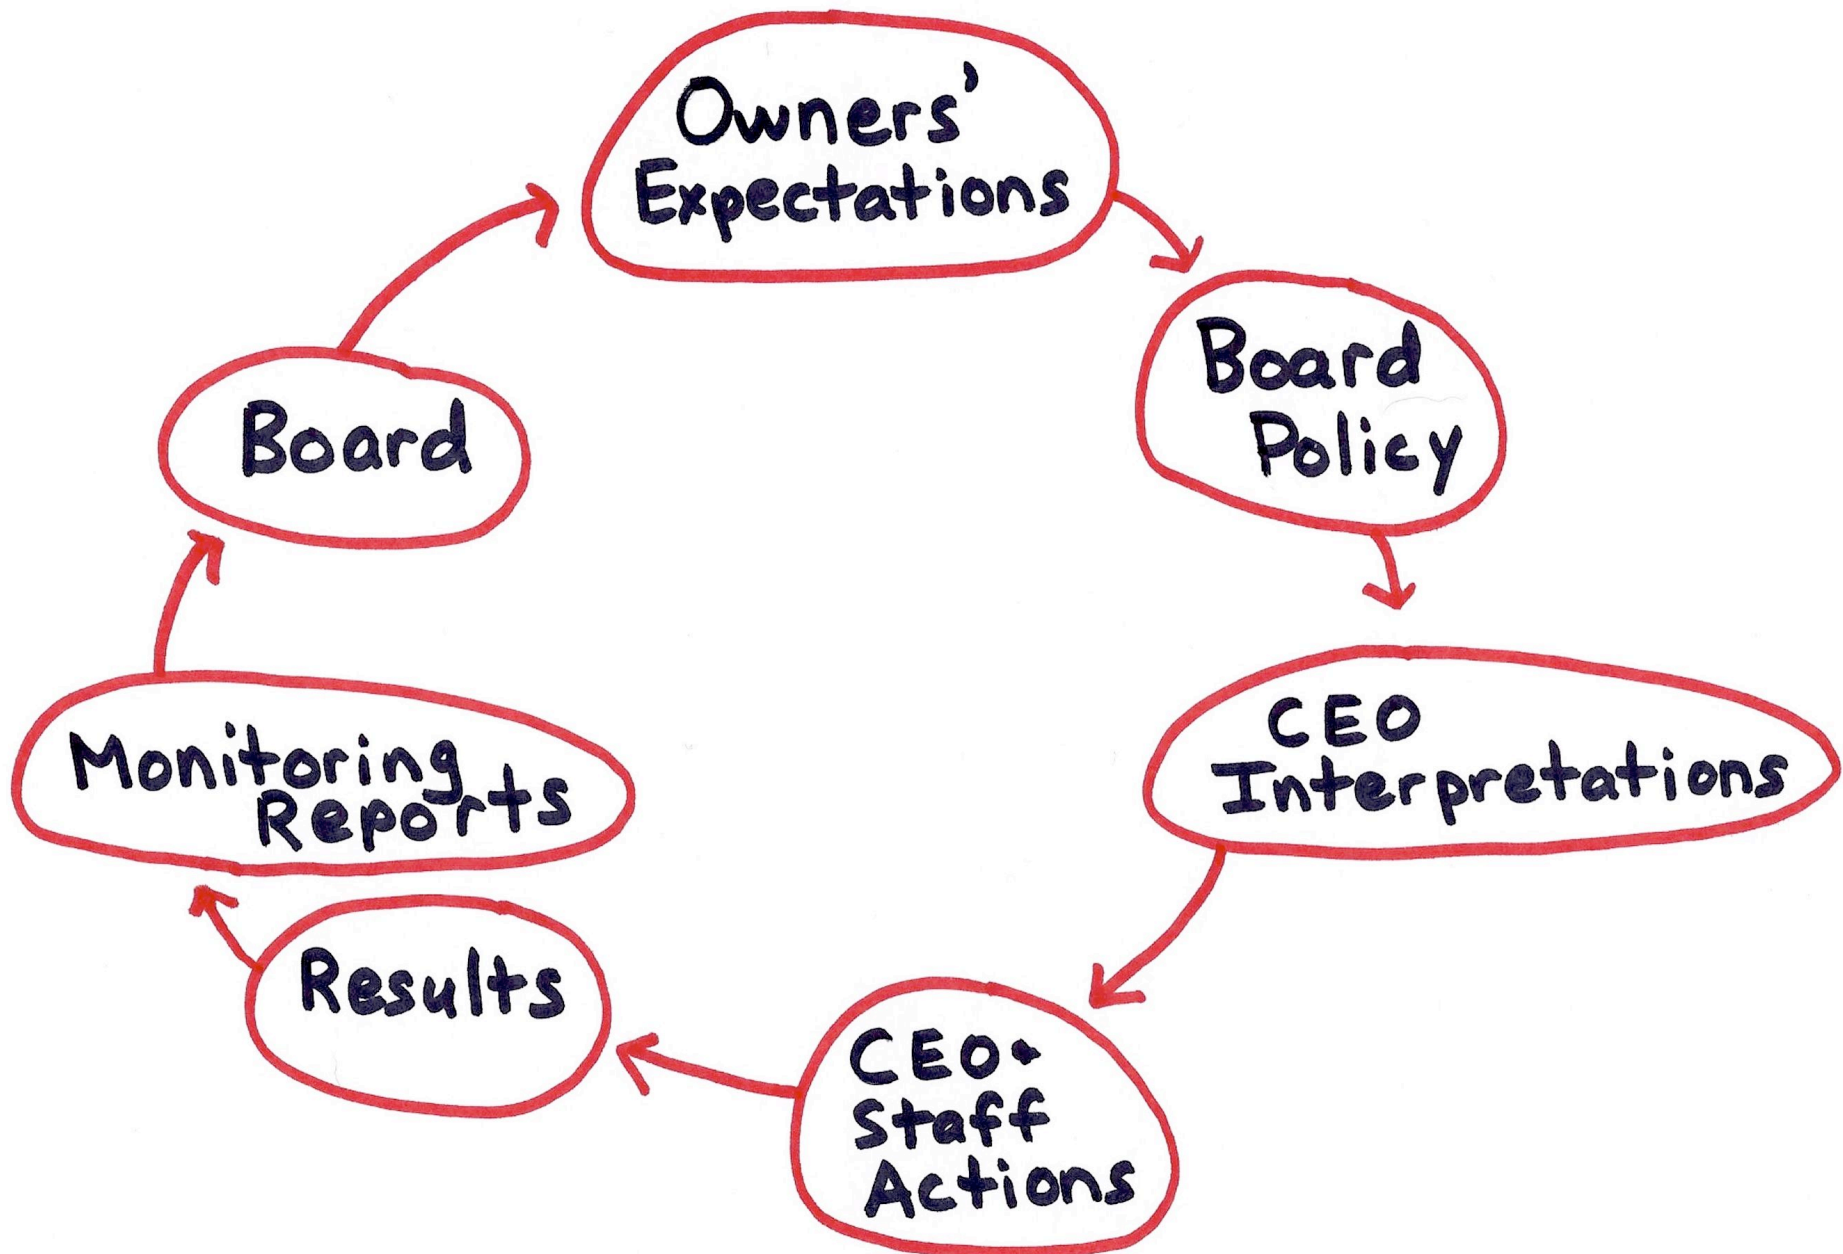 Owners'
Expectations
Board
Policy
CEO
Interpretations
CEO+
Staff
Actions
Results
Monitoring
Reports
Board